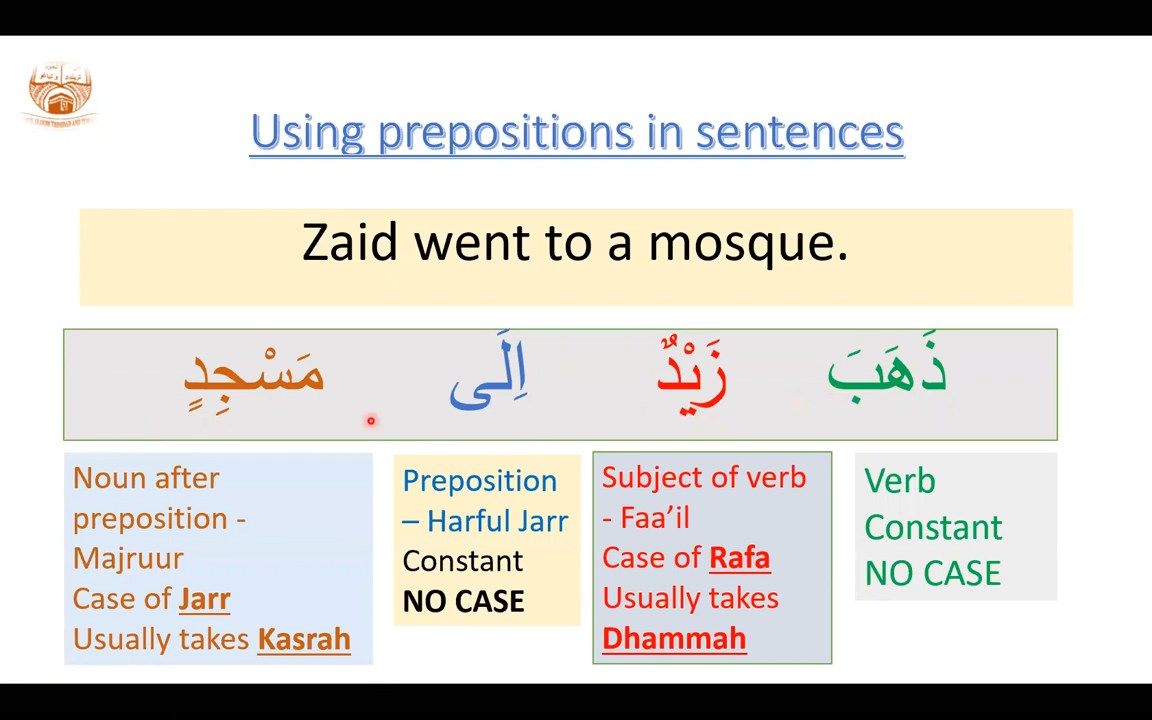 Using prepositions in sentences
Zaid went to a mosque.
ذَهَبَ زَيْدٌ اِلَى مَسْجِدٍ
Verb
Constant
NO CASE
Subject of verb
- Faa’il
Case of Rafa
Usually takes
Dhammah
Preposition
– Harful Jarr
Constant
NO CASE
Noun after
preposition -
Majruur
Case of Jarr
Usually takes Kasrah